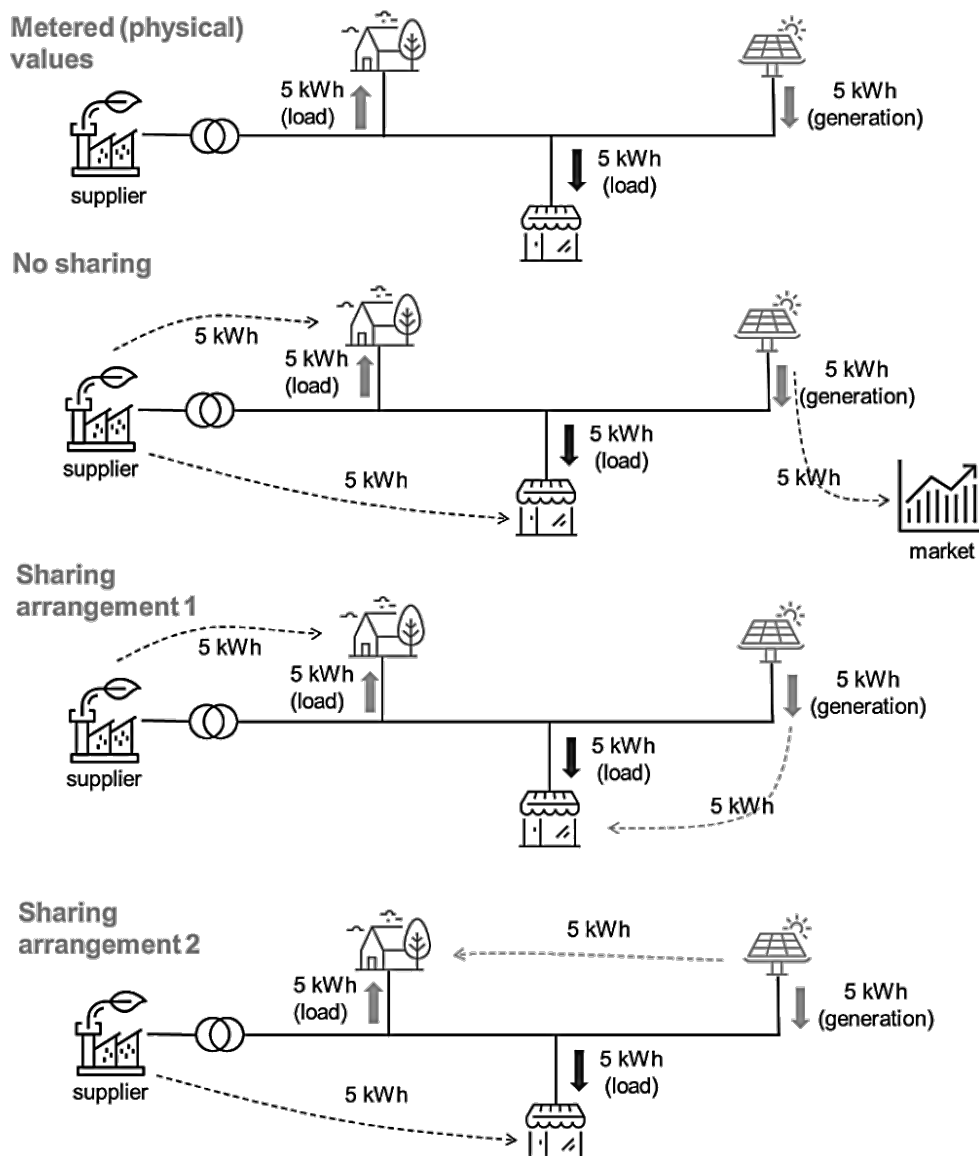 Metered (physical)
values
5 kWh
(load)
5 kWh
(generation)
5 kWh
(load)
supplier
No sharing
5 kWh
5 kWh
(load)
5 kWh
(generation)
5 kWh
(load)
supplier
5 kWh
5 kWh
market
Sharing
arrangement 1
5 kWh
5 kWh
(load)
5 kWh
(generation)
5 kWh
(load)
supplier
5 kWh
Sharing
arrangement 2
5 kWh
5 kWh
(load)
5 kWh
(generation)
5 kWh
(load)
supplier
5 kWh